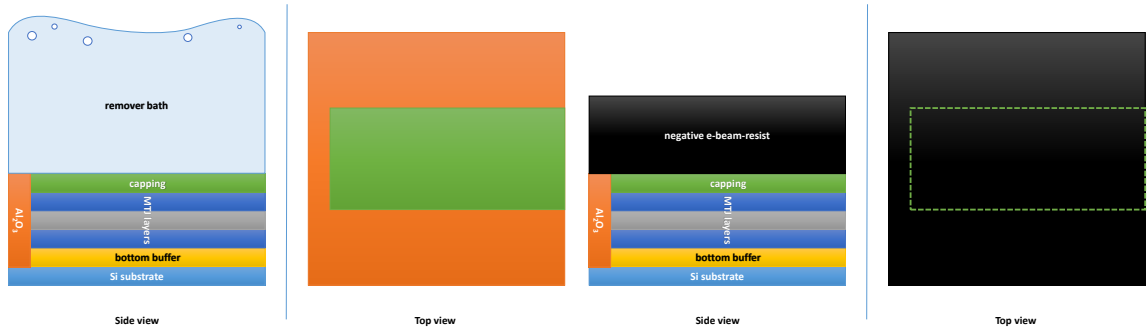 remover bath
capping
MTJ layers
Al₂O₃
bottom buffer
Si substrate
Side view
Top view
negative e-beam-resist
capping
MTJ layers
Al₂O₃
bottom buffer
Si substrate
Side view
Top view